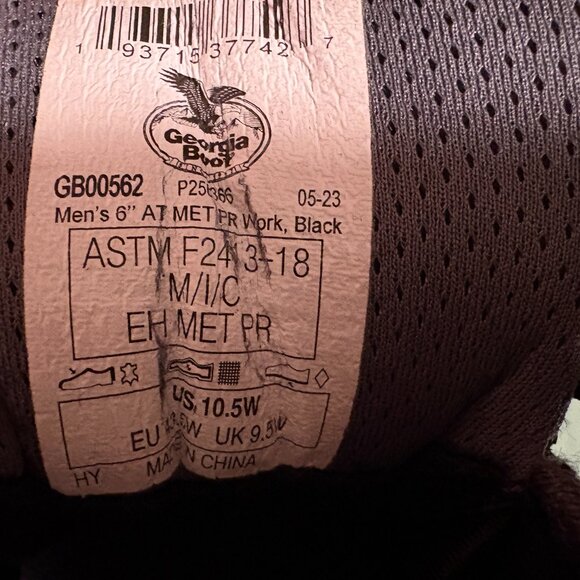 1 93715 37742 7
Georgia
Boot
GB00562 05-23
Men's 6" AT MET PR Work, Black
ASTM F2413-18
M/I/C
EH MET PR
US 10.5W
EU UK 9.5W
HY MADE IN CHINA